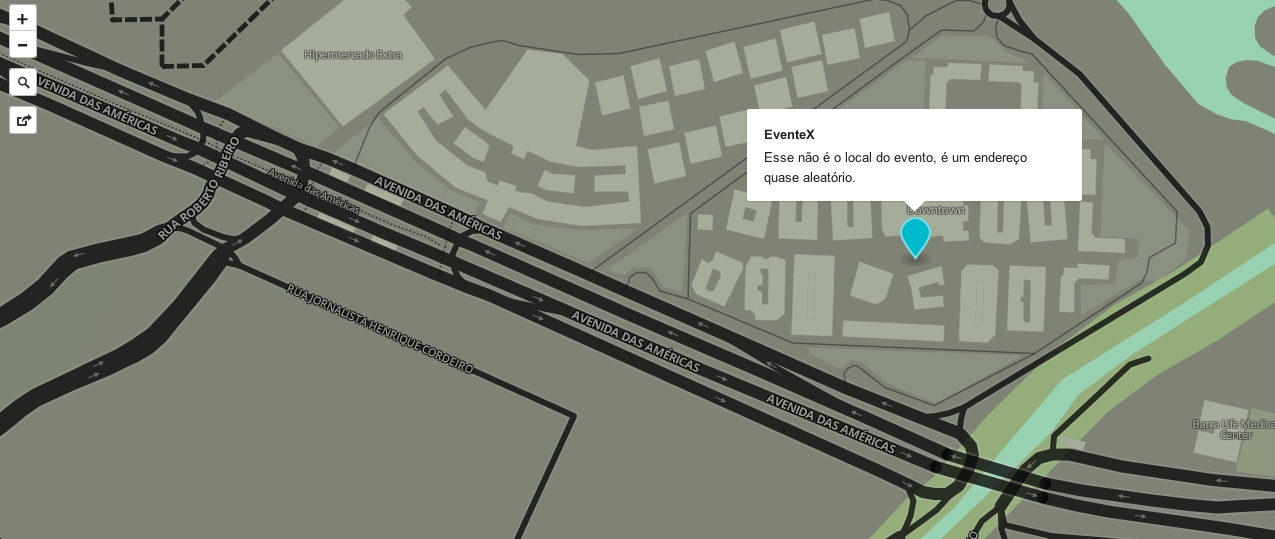 +
−
Hipermercado Extra
AVENIDA DAS AMÉRICAS
RUA ROBERTO RIBEIRO
Avenida das Américas
AVENIDA DAS AMÉRICAS
EventeX
Esse não é o local do evento, é um endereço
quase aleatório.
Downtown
RUA JORNALISTA HENRIQUE CORDEIRO
AVENIDA DAS AMÉRICAS
AVENIDA DAS AMÉRICAS
Barra Life Medica
Center